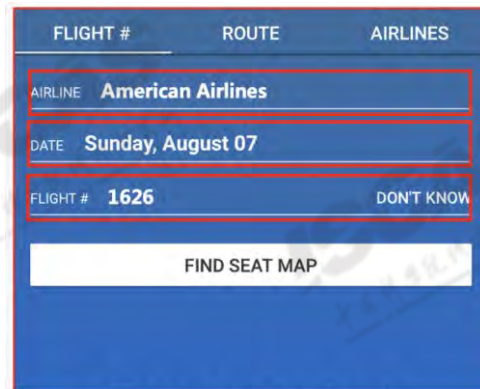 FLIGHT # ROUTE AIRLINES
AIRLINE American Airlines
DATE Sunday, August 07
FLIGHT # 1626 DON'T KNOW
FIND SEAT MAP